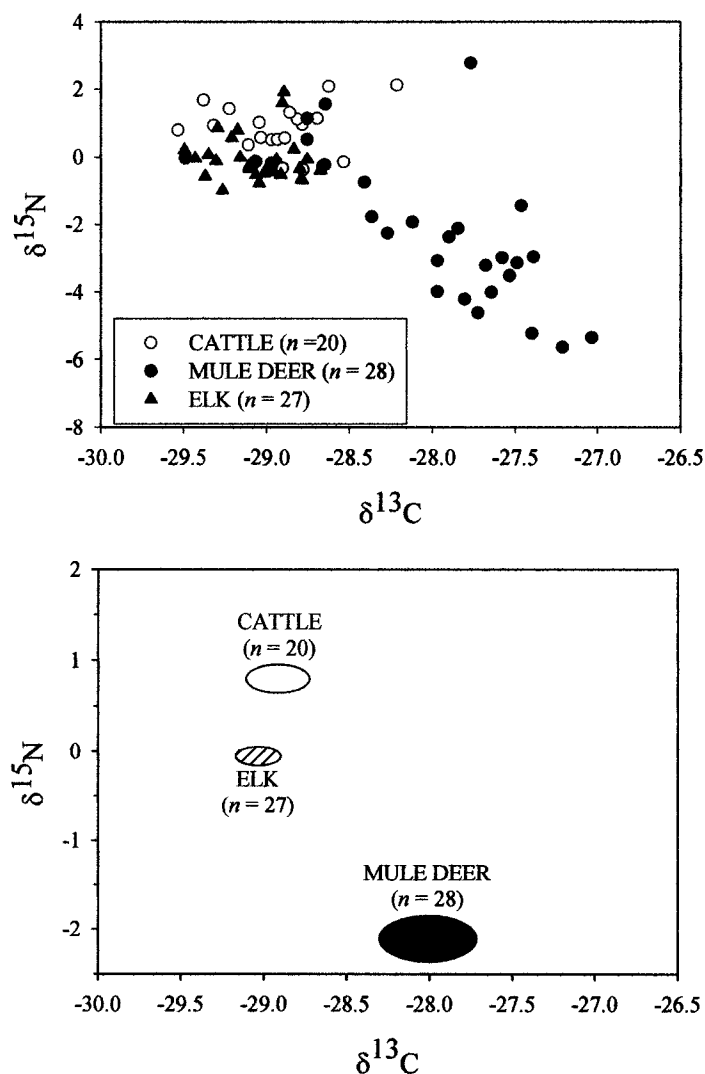 4
2
0
-2
-4
-6
-8
δ15N
CATTLE (n =20)
MULE DEER (n = 28)
ELK (n = 27)
-30.0 -29.5 -29.0 -28.5 -28.0 -27.5 -27.0 -26.5
δ13C
2
1
0
-1
-2
δ15N
CATTLE
(n = 20)
ELK
(n = 27)
MULE DEER
(n = 28)
-30.0 -29.5 -29.0 -28.5 -28.0 -27.5 -27.0 -26.5
δ13C